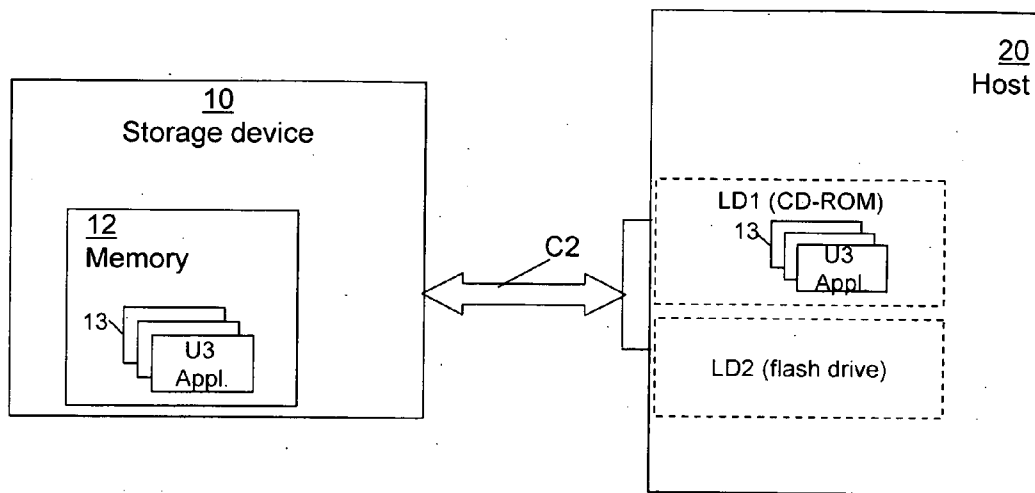 10
Storage device
12
Memory
13
U3
Appl.
C2
20
Host
LD1 (CD-ROM)
13
U3
Appl.
LD2 (flash drive)